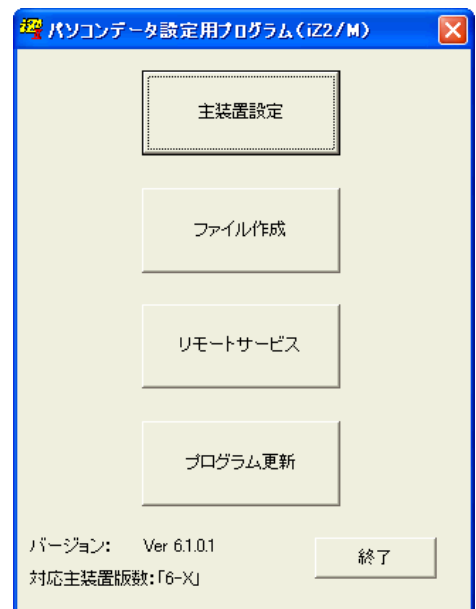 パソコンデータ設定用プログラム(iZ2/M)
主装置設定
ファイル作成
リモートサービス
プログラム更新
バージョン: Ver 6.1.0.1
終了
対応主装置版数:「6-X」